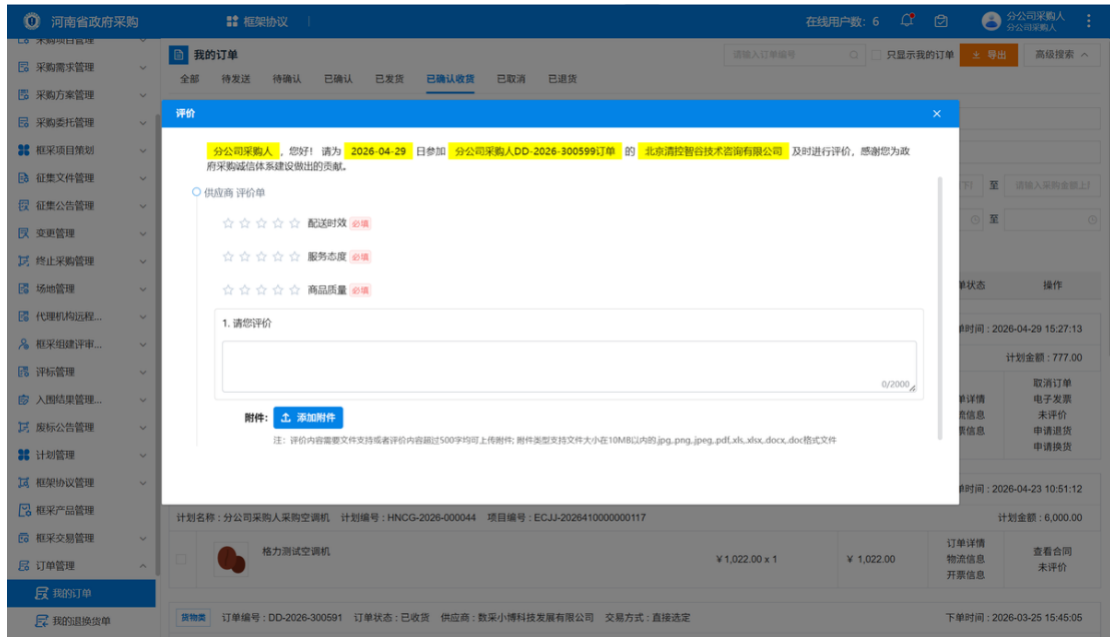 河南省政府采购
框架协议
在线用户数: 6
分公司采购人
分公司采购人
采购项目管理
采购需求管理
采购方案管理
采购委托管理
框采项目策划
征集文件管理
征集公告管理
变更管理
终止采购管理
场地管理
代理机构远程...
框采组建评审...
评标管理
入围结果管理...
废标公告管理
计划管理
框架协议管理
框采产品管理
框采交易管理
订单管理
我的订单
我的退换货单
我的订单
请输入订单编号
只显示我的订单
导出
高级搜索
全部 待发送 待确认 已确认 已发货 已确认收货 已取消 已退货
评价
分公司采购人 ，您好！ 请为 2026-04-29 日参加 分公司采购人DD-2026-300599订单 的 北京清控智谷技术咨询有限公司 及时进行评价，感谢您为政
府采购诚信体系建设做出的贡献。
供应商 评价单
配送时效 必填
服务态度 必填
商品质量 必填
1. 请您评价
0/2000
附件：
添加附件
注：评价内容需要文件支持或者评价内容超过500字均可上传附件; 附件类型支持文件大小在10MB以内的.jpg,.png,.jpeg,.pdf,.xls,.xlsx,.docx,.doc格式文件
至 请输入采购金额上
至
单状态 操作
单时间 : 2026-04-29 15:27:13
计划金额 : 777.00
取消订单
单详情 电子发票
流信息 未评价
票信息 申请退货
申请换货
单时间 : 2026-04-23 10:51:12
计划名称 : 分公司采购人采购空调机 计划编号 : HNCG-2026-000044 项目编号 : ECJJ-2026410000000117 计划金额 : 6,000.00
格力测试空调机
￥1,022.00 x 1
￥ 1,022.00
订单详情
物流信息
开票信息
查看合同
未评价
货物类 订单编号 : DD-2026-300591 订单状态 : 已收货 供应商 : 数采小博科技发展有限公司 交易方式 : 直接选定 下单时间 : 2026-03-25 15:45:05